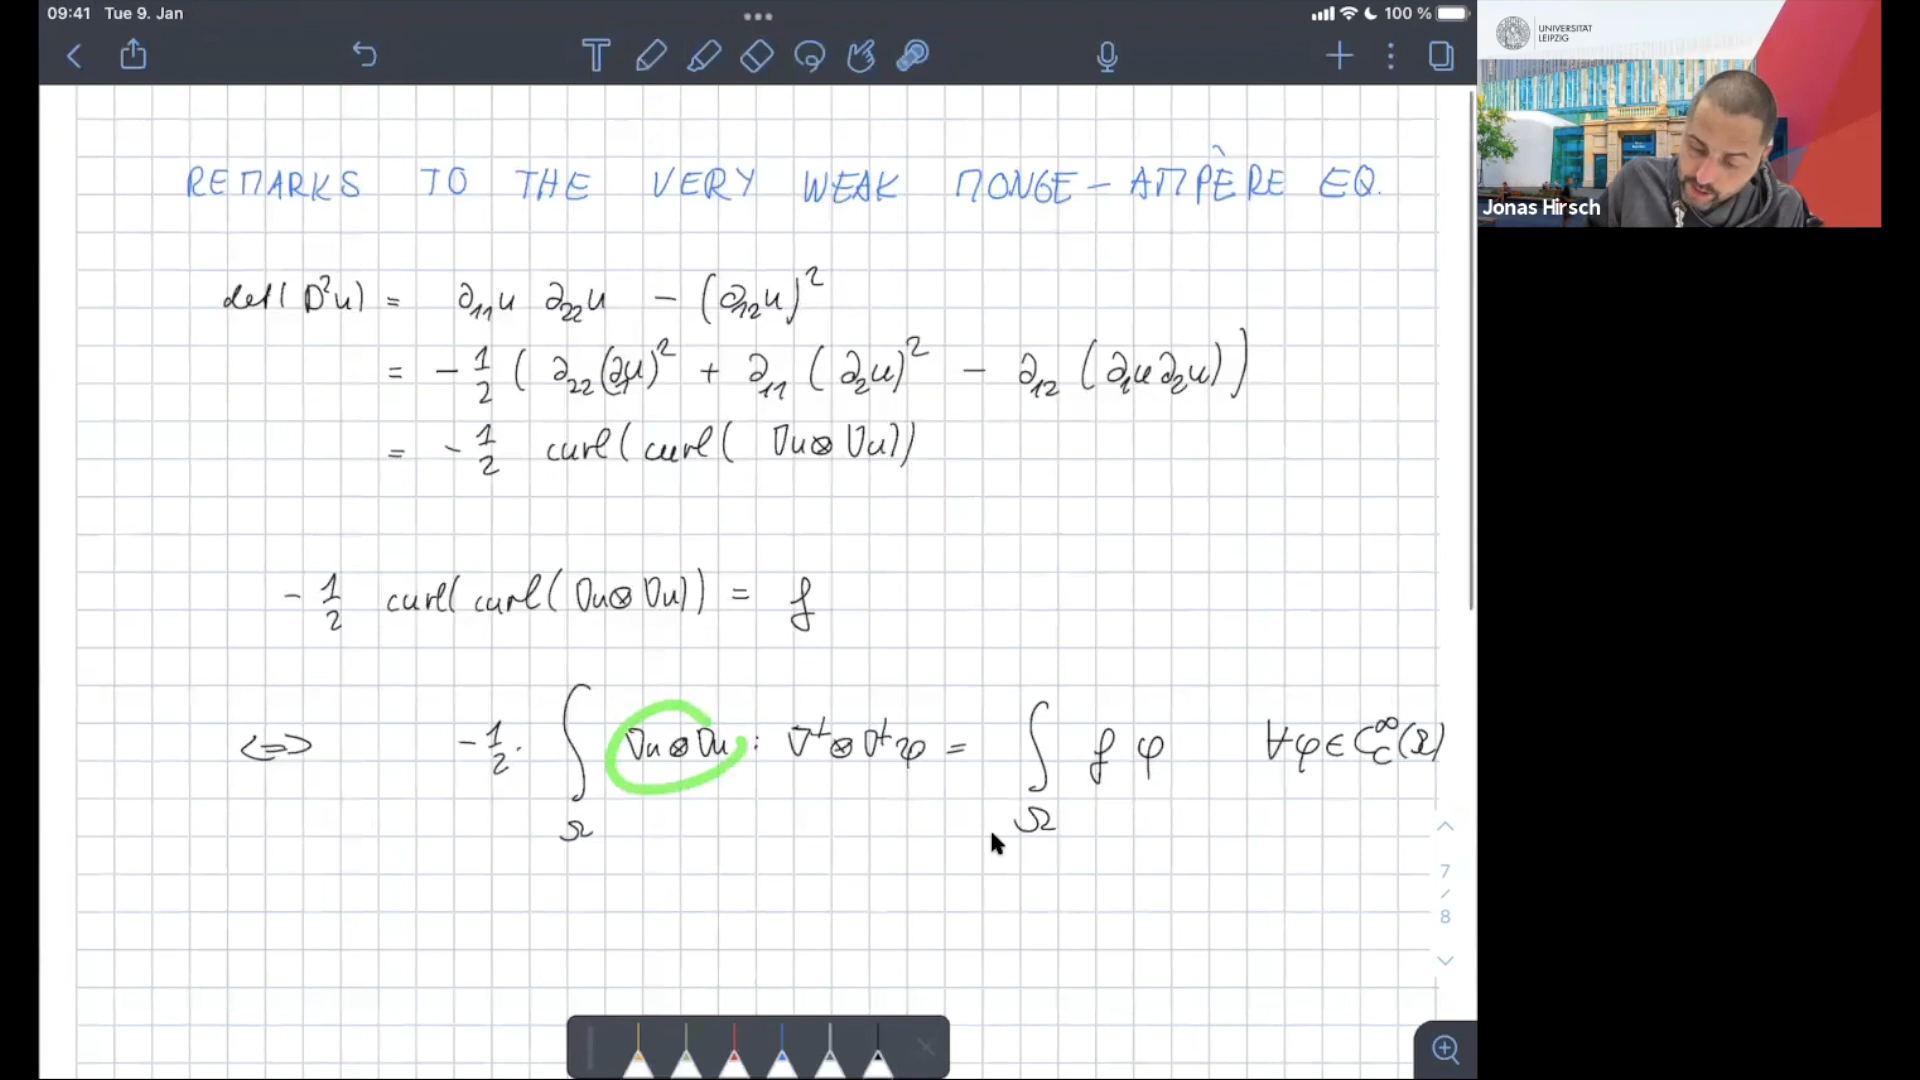 09:41 Tue 9. Jan
100 %
UNIVERSITÄT
LEIPZIG
Jonas Hirsch
REMARKS TO THE VERY WEAK MONGE – AMPÈRE EQ.
det(D²u) = ∂₁₁u ∂₂₂u − (∂₁₂u)²
= −1/2 ( ∂₂₂(∂₁u)² + ∂₁₁(∂₂u)² − ∂₁₂(∂₁u∂₂u))
= −1/2 curl(curl(∇u⊗∇u))
−1/2 curl(curl(∇u⊗∇u)) = f
⇔ −1/2· ∫_Ω ∇u⊗∇u : ∇^⊥⊗∇^⊥φ = ∫_Ω f φ ∀φ∈C_c^∞(Ω)
7
/
8